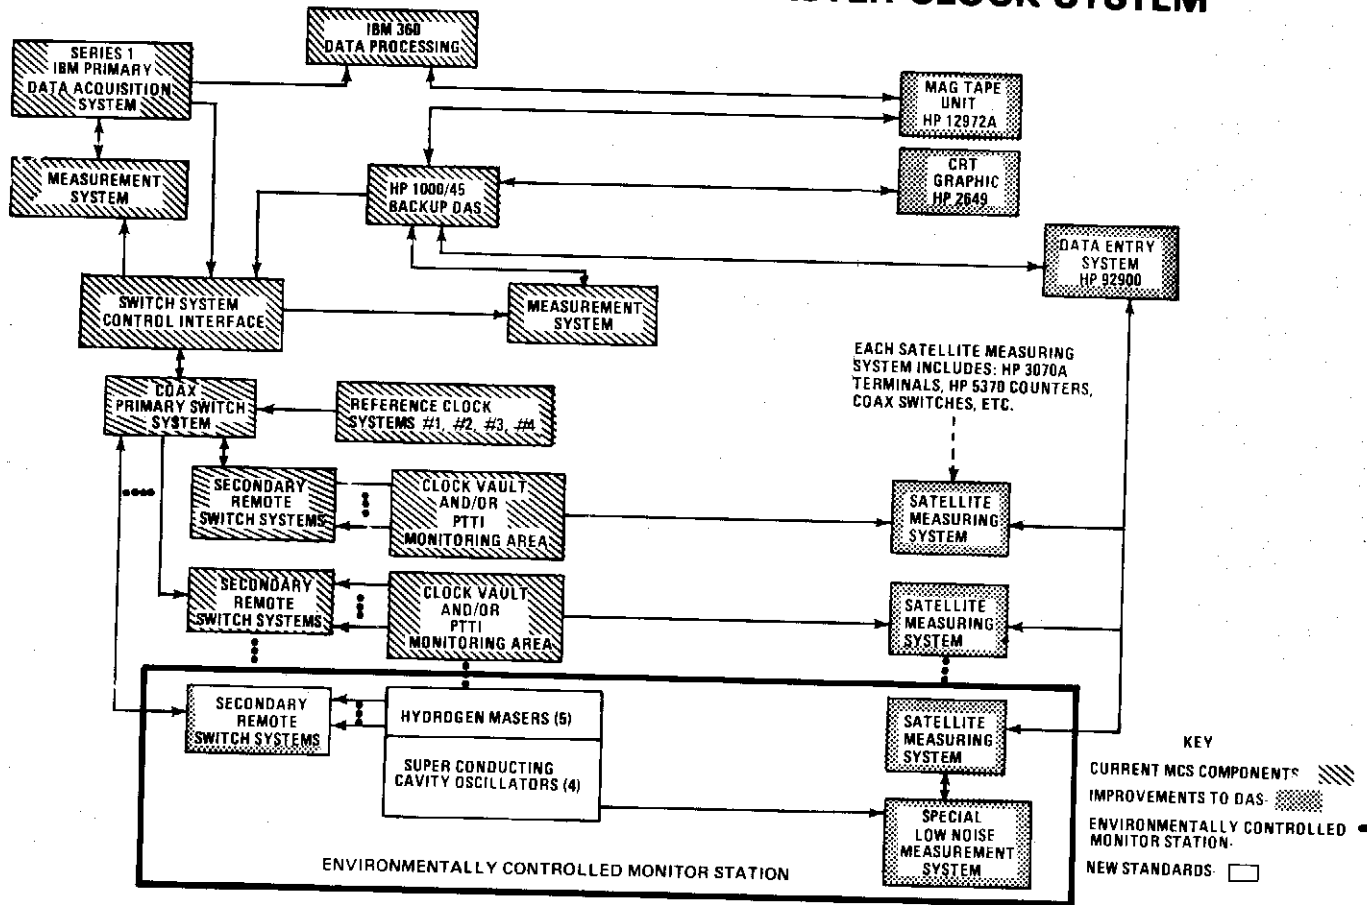 CLOCK SYSTEM
IBM 360
DATA PROCESSING
SERIES 1
IBM PRIMARY
DATA ACQUISITION
SYSTEM
MAG TAPE
UNIT
HP 12972A
MEASUREMENT
SYSTEM
HP 1000/45
BACKUP DAS
CRT
GRAPHIC
HP 2649
DATA ENTRY
SYSTEM
HP 92900
SWITCH SYSTEM
CONTROL INTERFACE
MEASUREMENT
SYSTEM
EACH SATELLITE MEASURING
SYSTEM INCLUDES: HP 3070A
TERMINALS, HP 5370 COUNTERS,
COAX SWITCHES, ETC.
COAX
PRIMARY SWITCH
SYSTEM
REFERENCE CLOCK
SYSTEMS #1, #2, #3, #4
SECONDARY
REMOTE
SWITCH SYSTEMS
CLOCK VAULT
AND/OR
PTTI
MONITORING AREA
SATELLITE
MEASURING
SYSTEM
SECONDARY
REMOTE
SWITCH SYSTEMS
CLOCK VAULT
AND/OR
PTTI
MONITORING AREA
SATELLITE
MEASURING
SYSTEM
SECONDARY
REMOTE
SWITCH SYSTEMS
HYDROGEN MASERS (5)
SUPER CONDUCTING
CAVITY OSCILLATORS (4)
SATELLITE
MEASURING
SYSTEM
SPECIAL
LOW NOISE
MEASUREMENT
SYSTEM
ENVIRONMENTALLY CONTROLLED MONITOR STATION
KEY
CURRENT MCS COMPONENTS
IMPROVEMENTS TO DAS-
ENVIRONMENTALLY CONTROLLED
MONITOR STATION-
NEW STANDARDS-